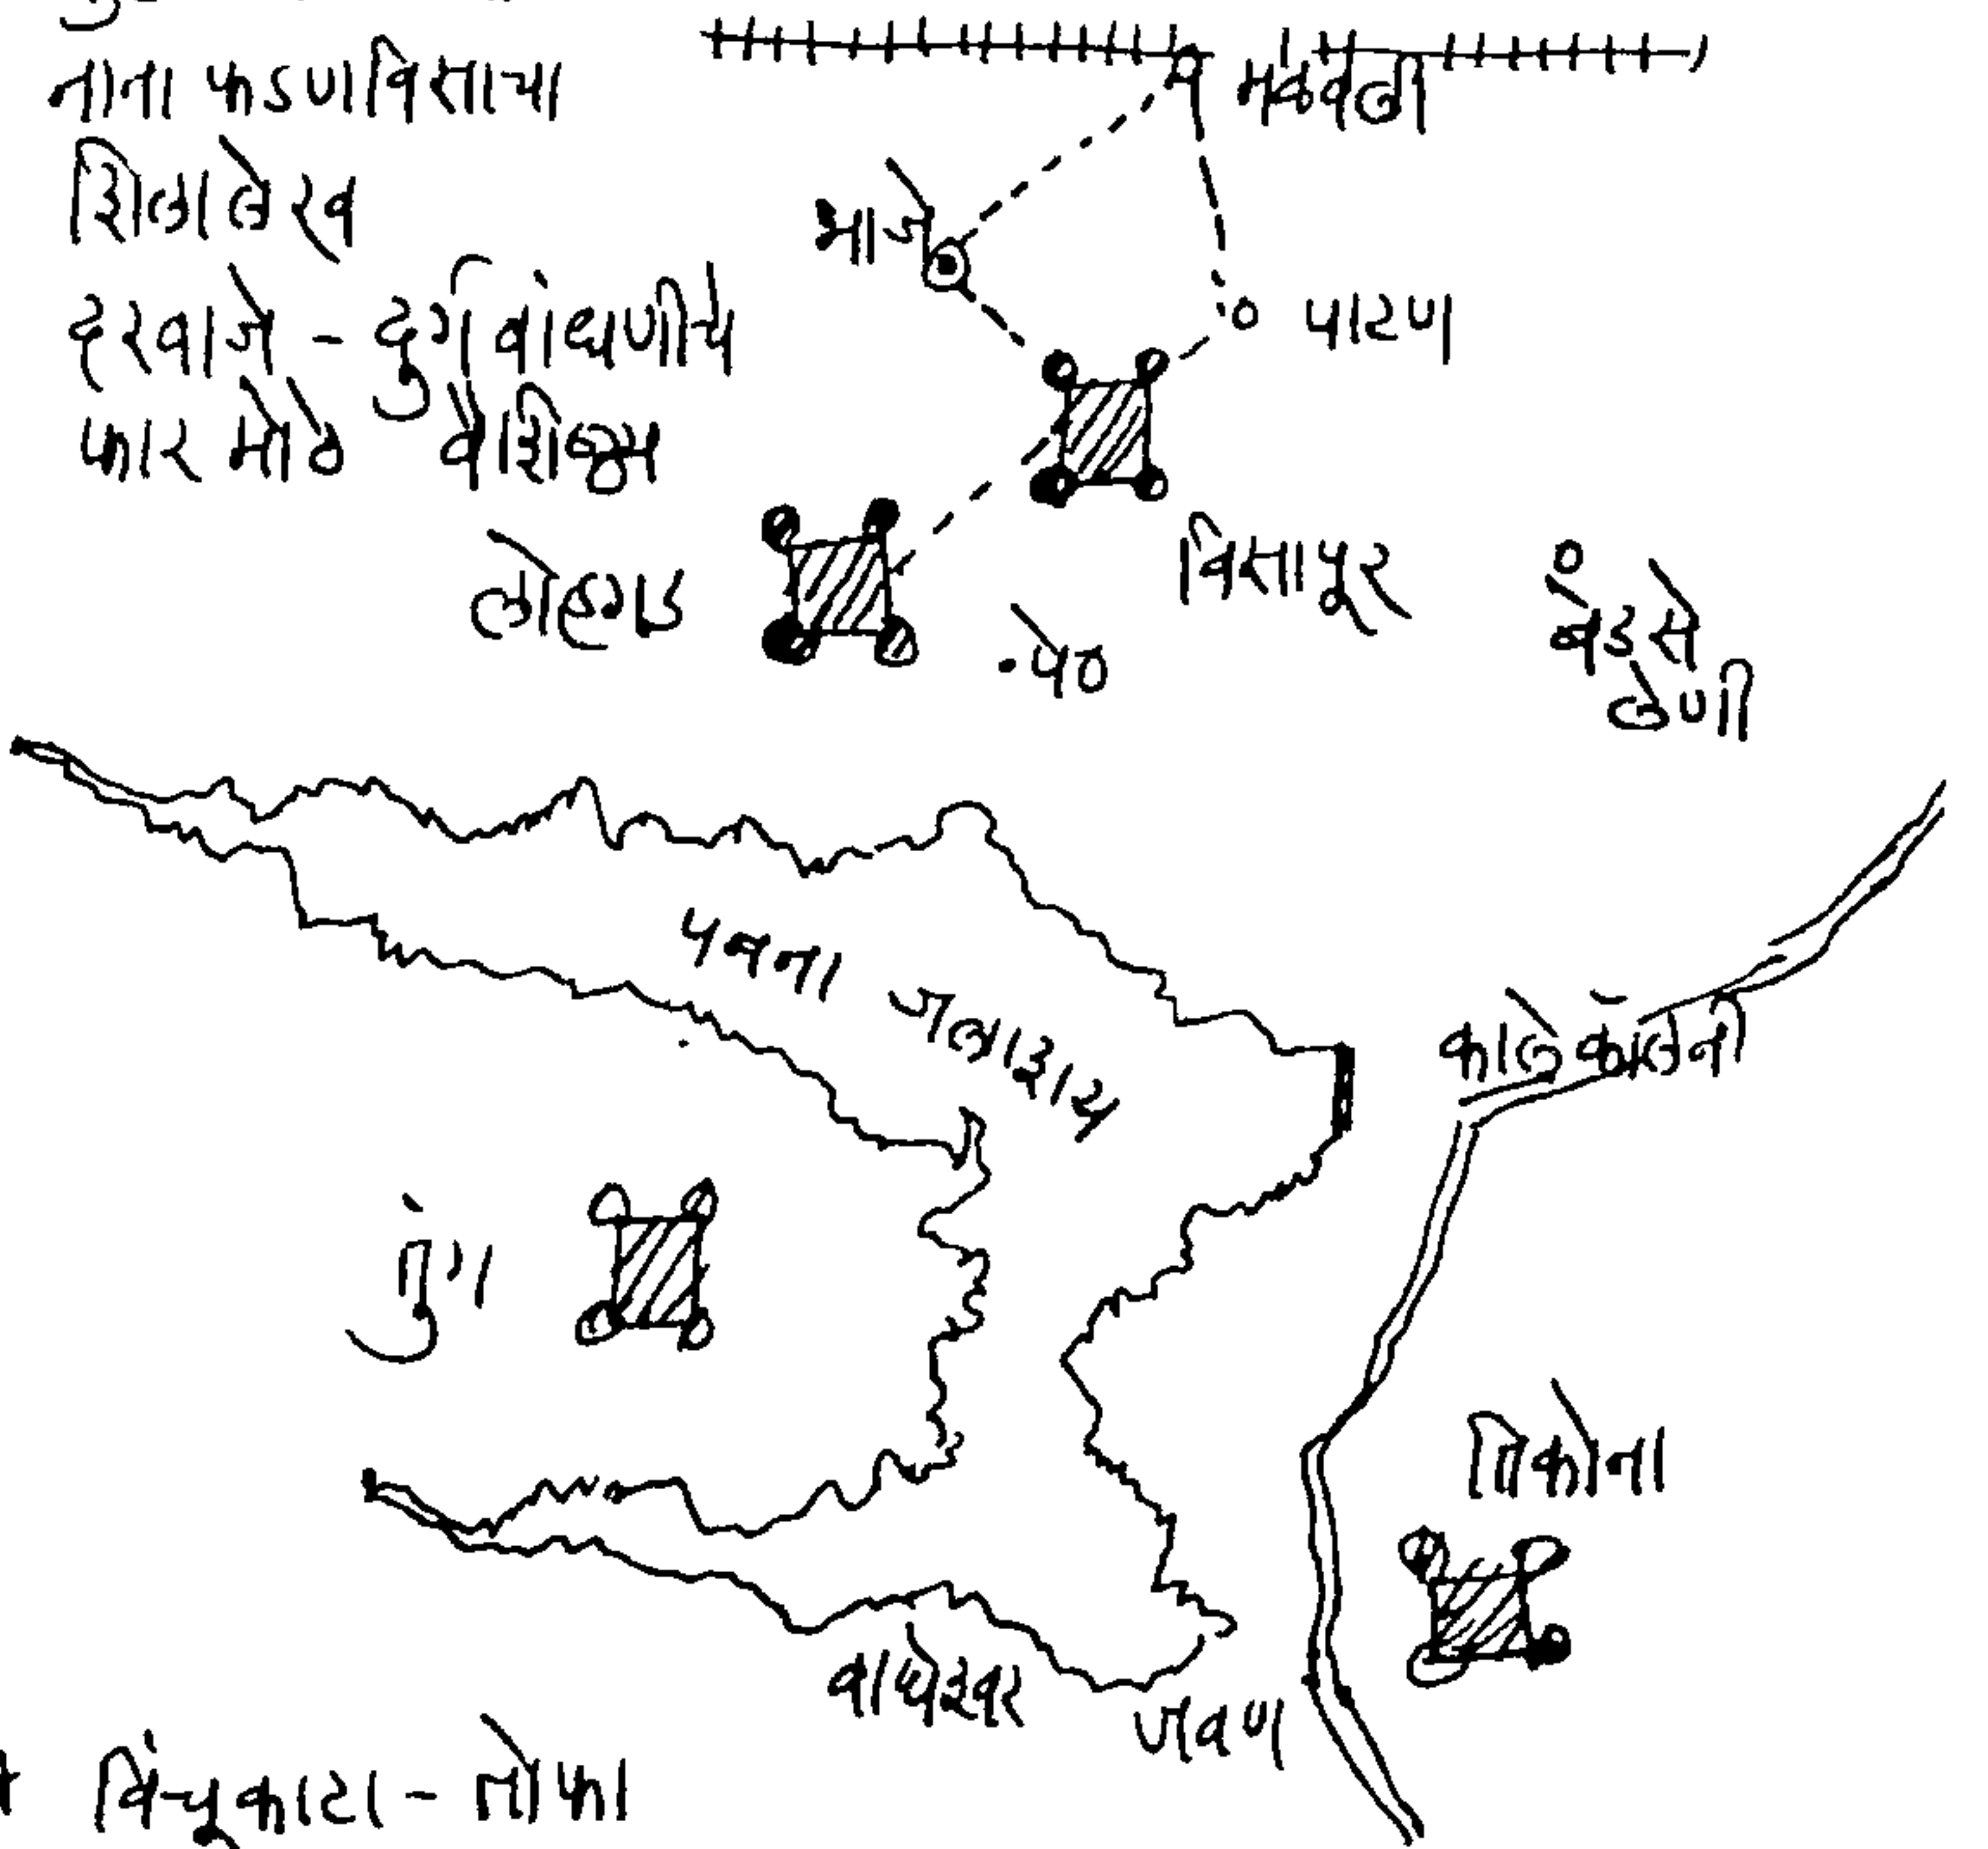 नाना फडणविसाचा
मळवली
शिलालेख
भाजे
दरवाजे - दुर्गबांधणीचे
पाटण
फार मोठे वैशिष्ट्य
लोहगड
विसापूर
पेठ
बेडसे
लेणी
पवना जलाशय
काले कॉलनी
तुंग
तिकोना
वाघेश्वर
जवण
विंचूकाटा - तोफा